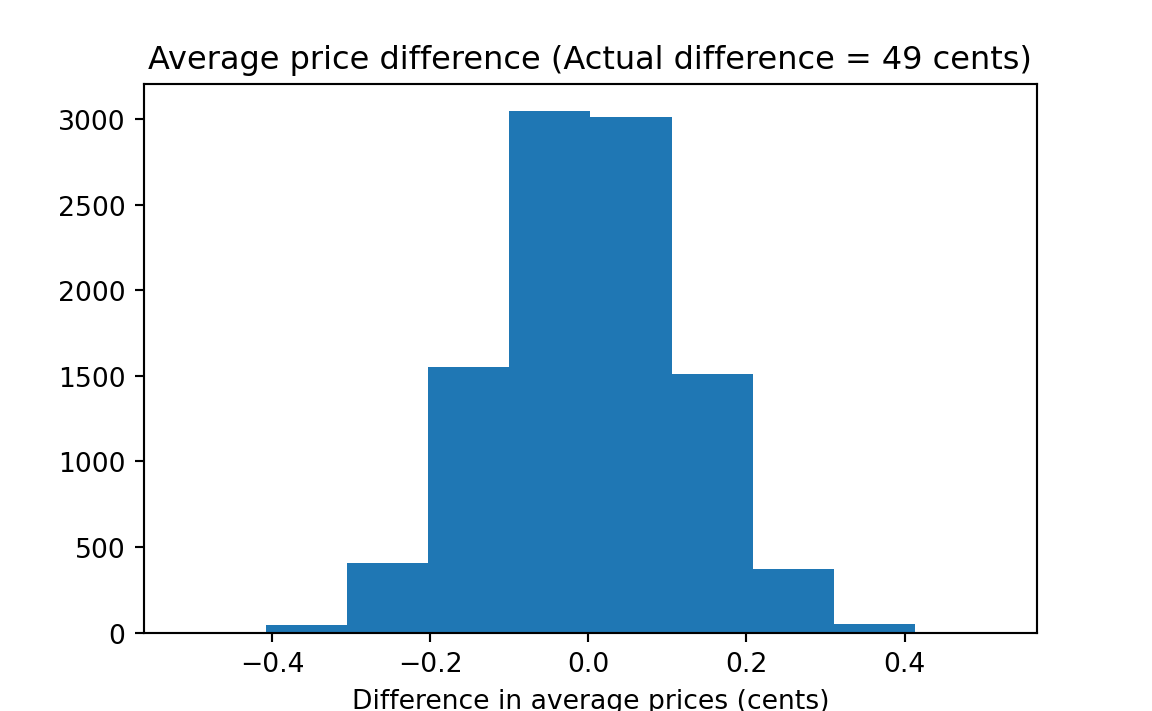 Average price difference (Actual difference = 49 cents)
3000
2500
2000
1500
1000
500
0
−0.4 −0.2 0.0 0.2 0.4
Difference in average prices (cents)